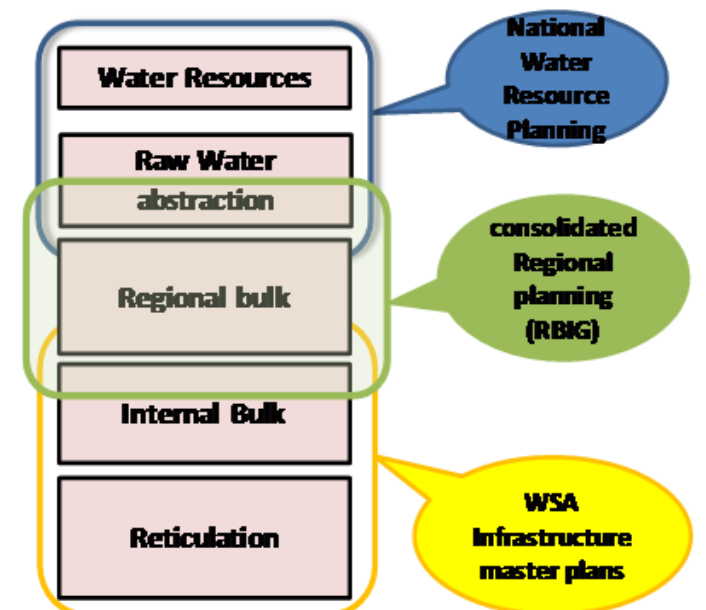 Water Resources
Raw Water
abstraction
Regional bulk
Internal Bulk
Reticulation
National
Water
Resource
Planning
consolidated
Regional
planning
(RBIG)
WSA
Infrastructure
master plans